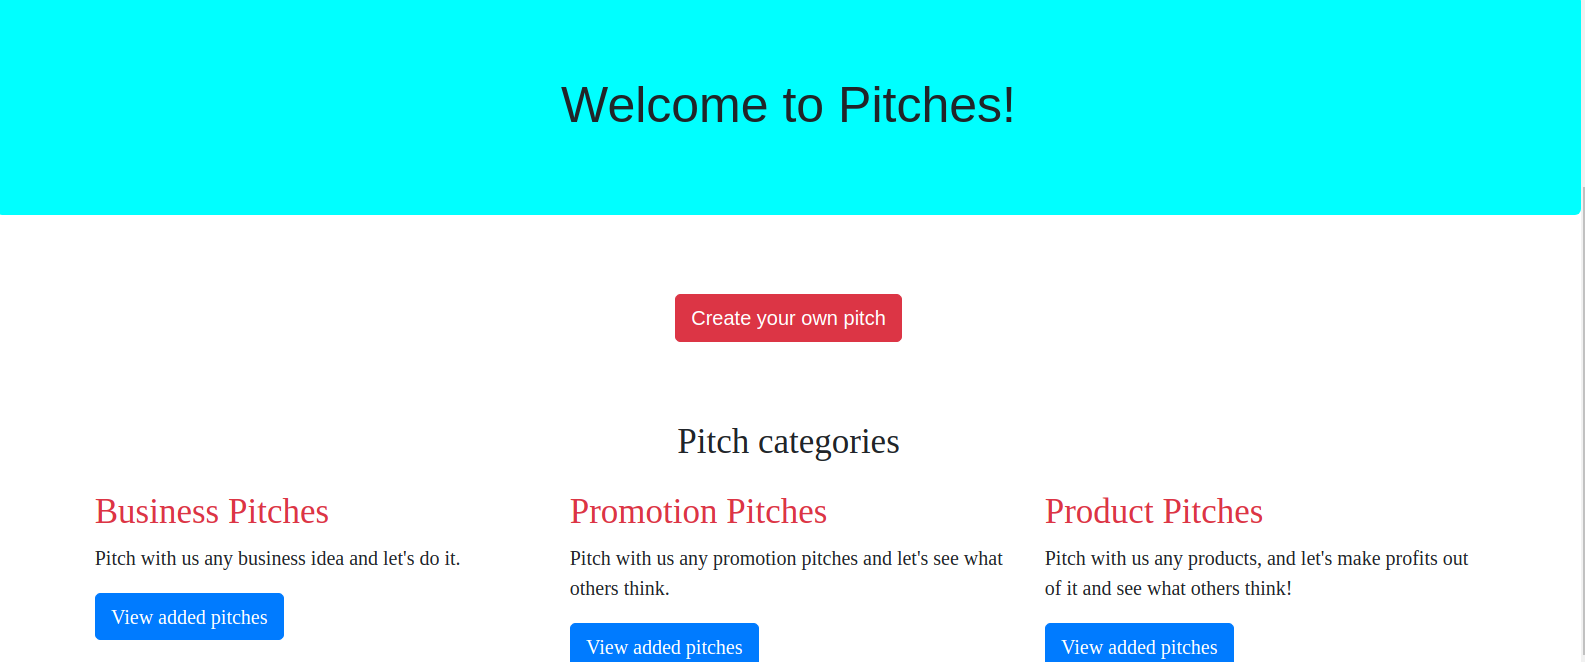 Welcome to Pitches!
Create your own pitch
Pitch categories
Business Pitches
Pitch with us any business idea and let's do it.
View added pitches
Promotion Pitches
Pitch with us any promotion pitches and let's see what
others think.
View added pitches
Product Pitches
Pitch with us any products, and let's make profits out
of it and see what others think!
View added pitches